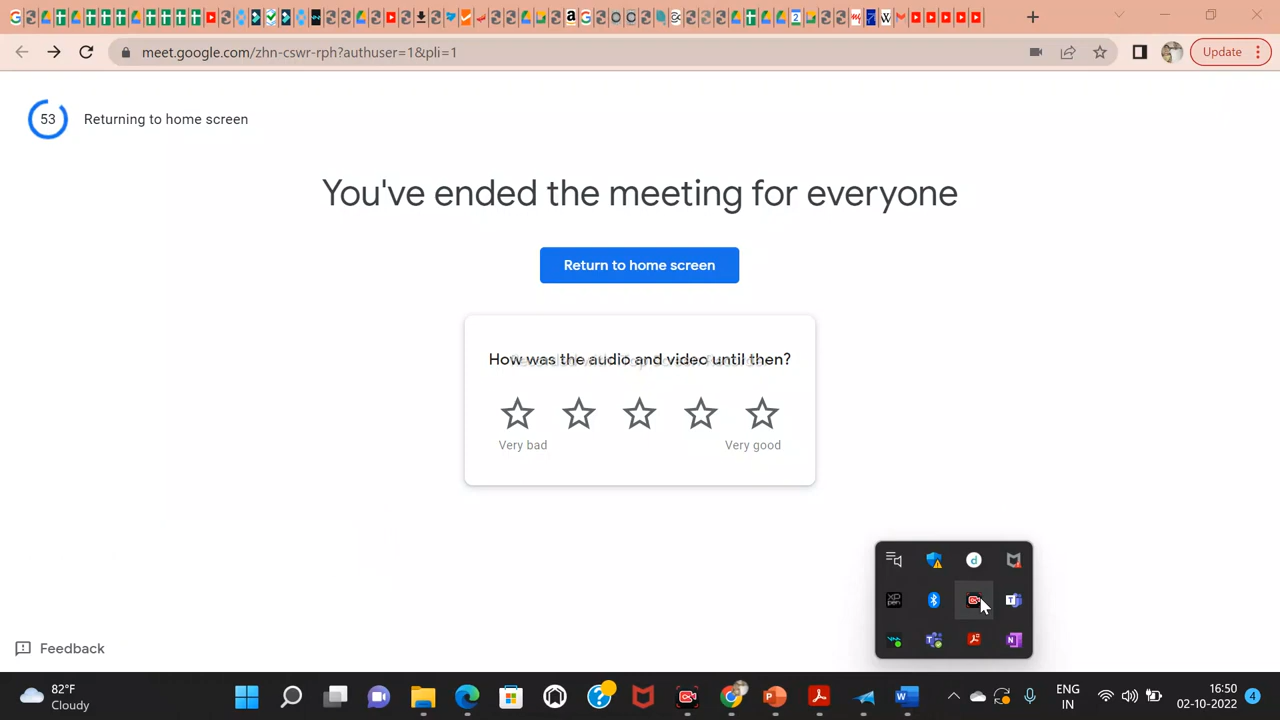 meet.google.com/zhn-cswr-rph?authuser=1&pli=1
Update
53
Returning to home screen
You've ended the meeting for everyone
Return to home screen
How was the audio and video until then?
Very bad
Very good
Feedback
82°F
Cloudy
ENG
IN
16:50
02-10-2022
4